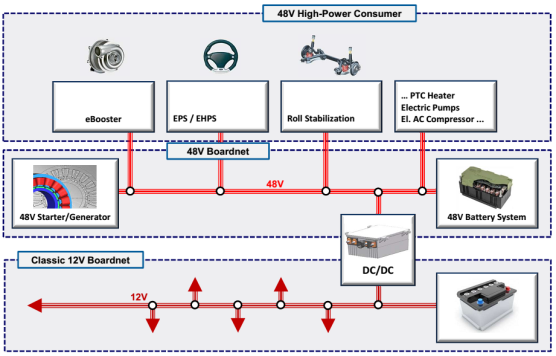 48V High-Power Consumer
eBooster
EPS / EHPS
Roll Stabilization
... PTC Heater
Electric Pumps
El. AC Compressor ...
48V Boardnet
48V
48V Starter/Generator
48V Battery System
DC/DC
Classic 12V Boardnet
12V